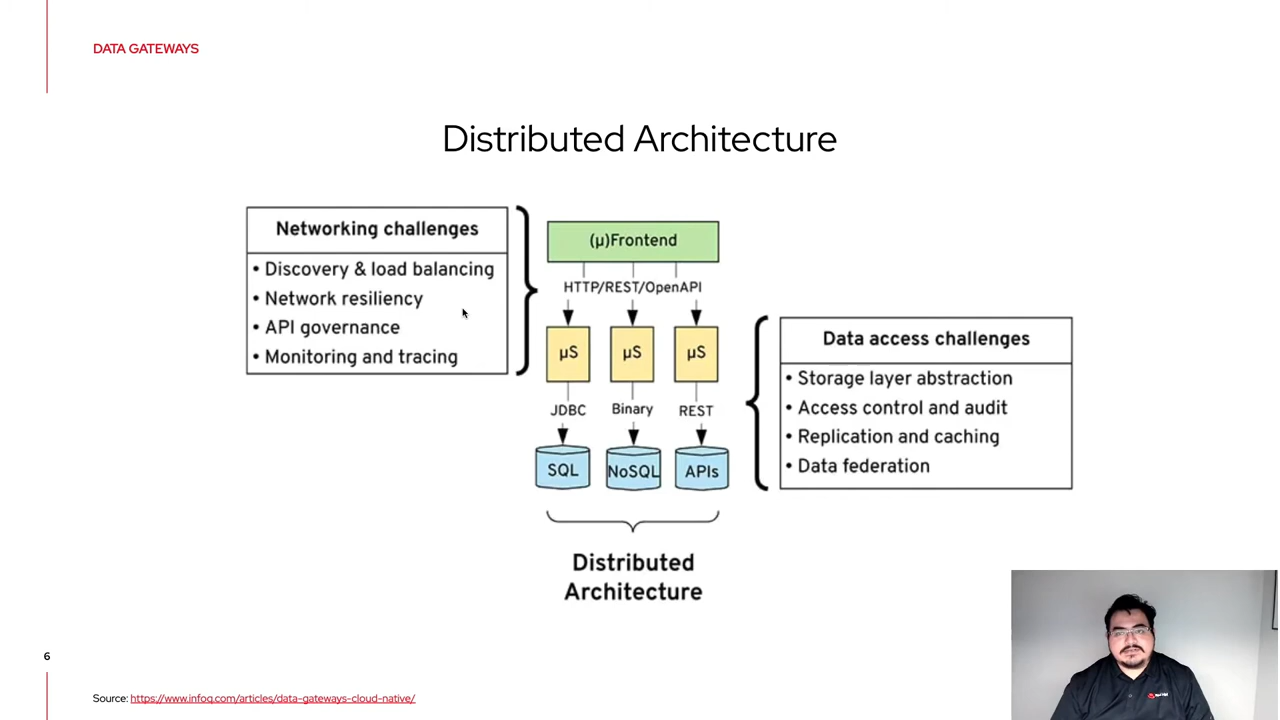 DATA GATEWAYS
Distributed Architecture
Networking challenges
• Discovery & load balancing
• Network resiliency
• API governance
• Monitoring and tracing
(µ)Frontend
HTTP/REST/OpenAPI
µS µS µS
JDBC Binary REST
SQL NoSQL APIs
Distributed
Architecture
Data access challenges
• Storage layer abstraction
• Access control and audit
• Replication and caching
• Data federation
6
Source: https://www.infoq.com/articles/data-gateways-cloud-native/